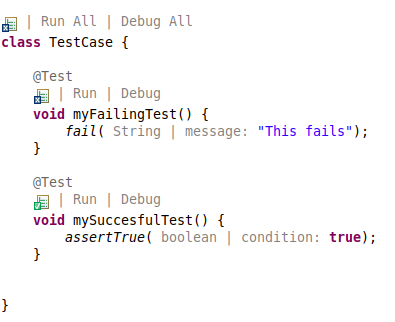 | Run All | Debug All
class TestCase {
@Test
| Run | Debug
void myFailingTest() {
fail( String | message: "This fails");
}
@Test
| Run | Debug
void mySuccesfulTest() {
assertTrue( boolean | condition: true);
}
}